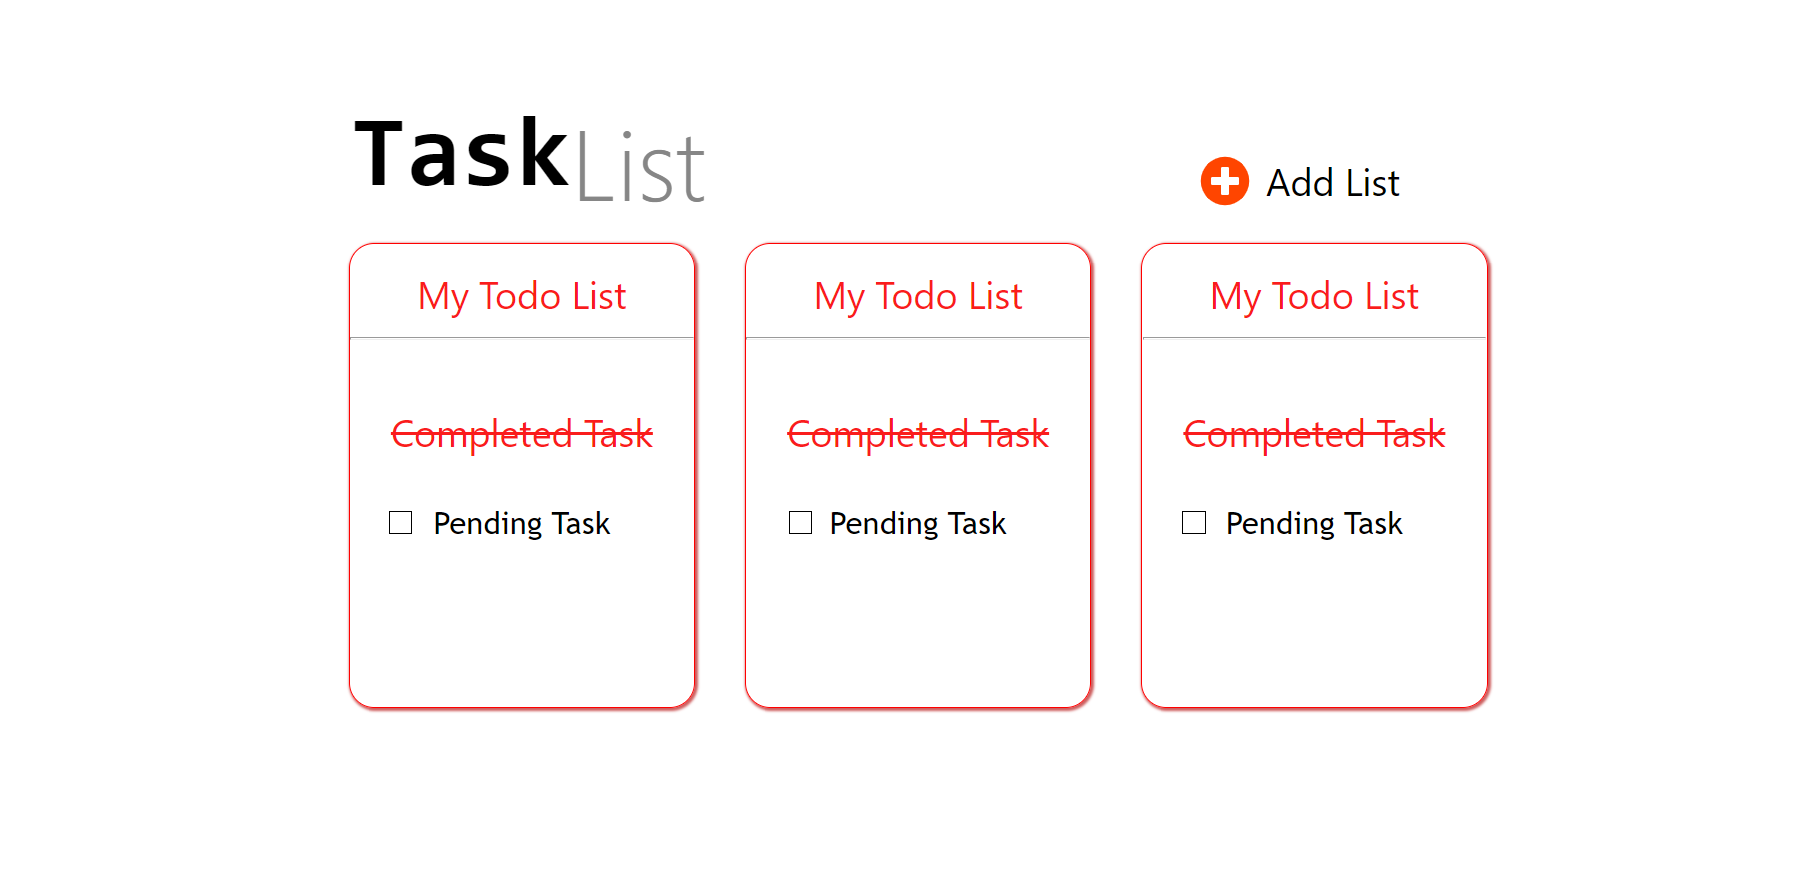 TaskList
Add List
My Todo List
Completed Task
Pending Task
My Todo List
Completed Task
Pending Task
My Todo List
Completed Task
Pending Task